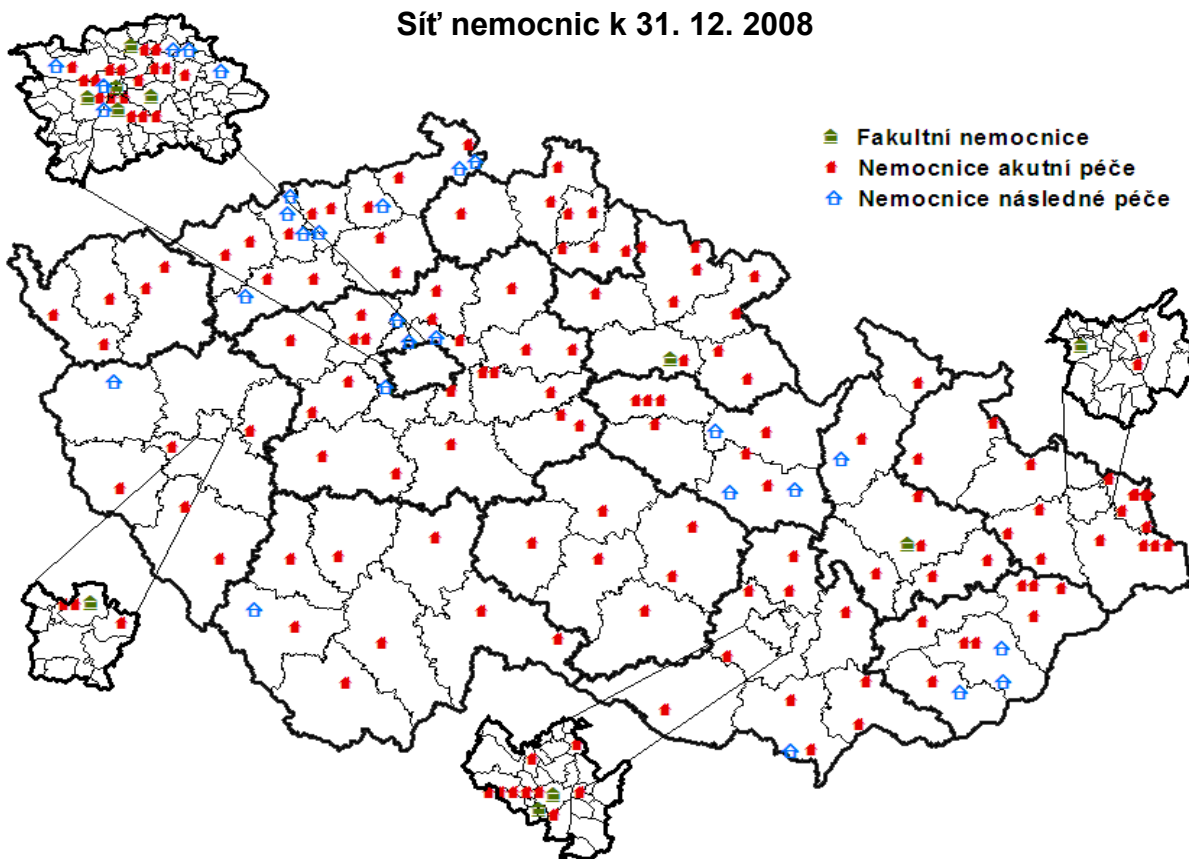 Síť nemocnic k 31. 12. 2008
Fakultní nemocnice
Nemocnice akutní péče
Nemocnice následné péče